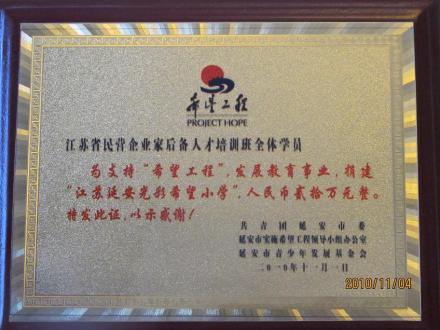 希望工程
PROJECT HOPE
江苏省民营企业家后备人才培训班全体学员
为支持“希望工程”,发展教育事业,捐建
“江苏延安光彩希望小学”,人民币贰拾万元整。
特发此证,以示感谢!
共青团延安市委
延安市实施希望工程领导小组办公室
延安市青少年发展基金会
二〇一〇年十一月一日
2010/11/04